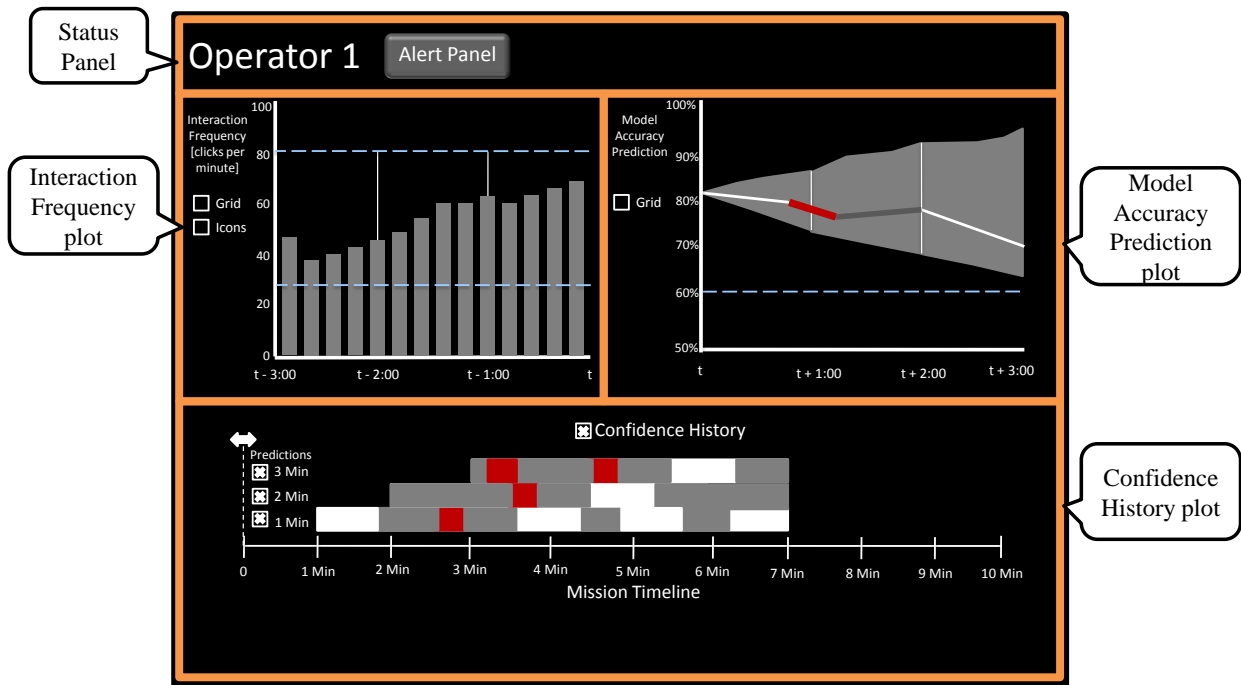 Status
Panel
Operator 1
Alert Panel
Interaction
Frequency
plot
Interaction
Frequency
[clicks per
minute]
Grid
Icons
100
80
60
40
20
0
t - 3:00
t - 2:00
t - 1:00
t
Model
Accuracy
Prediction
Grid
100%
90%
80%
70%
60%
50%
t
t + 1:00
t + 2:00
t + 3:00
Model
Accuracy
Prediction
plot
Confidence History
Predictions
3 Min
2 Min
1 Min
0
1 Min
2 Min
3 Min
4 Min
5 Min
6 Min
7 Min
8 Min
9 Min
10 Min
Mission Timeline
Confidence
History plot